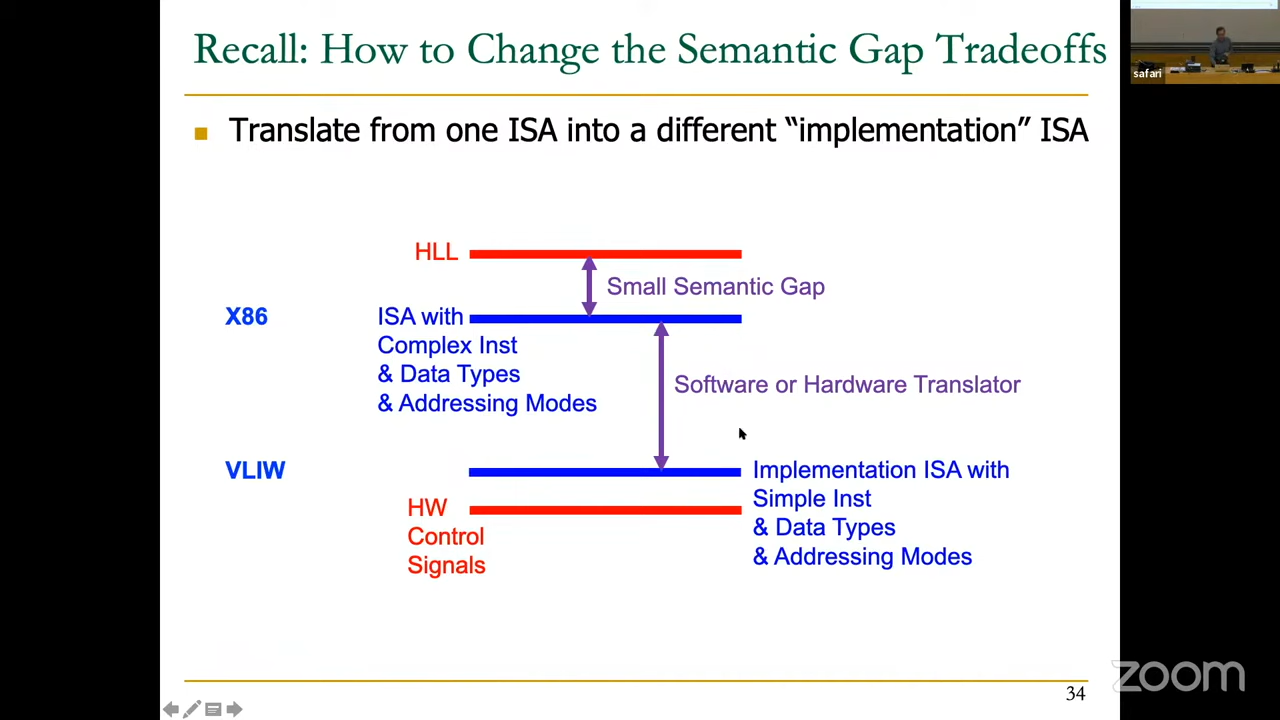 Recall: How to Change the Semantic Gap Tradeoffs
safari
Translate from one ISA into a different “implementation” ISA
HLL
Small Semantic Gap
X86
ISA with
Complex Inst
& Data Types
& Addressing Modes
Software or Hardware Translator
VLIW
Implementation ISA with
Simple Inst
& Data Types
& Addressing Modes
HW
Control
Signals
34
zoom